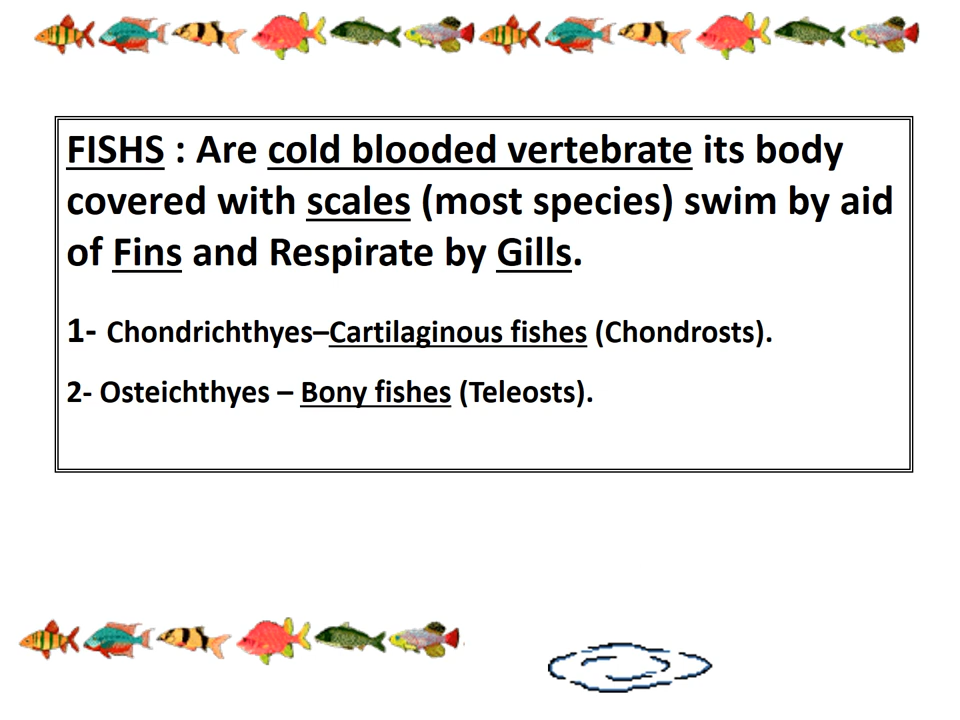 FISHS : Are cold blooded vertebrate its body
covered with scales (most species) swim by aid
of Fins and Respirate by Gills.
1- Chondrichthyes–Cartilaginous fishes (Chondrosts).
2- Osteichthyes – Bony fishes (Teleosts).